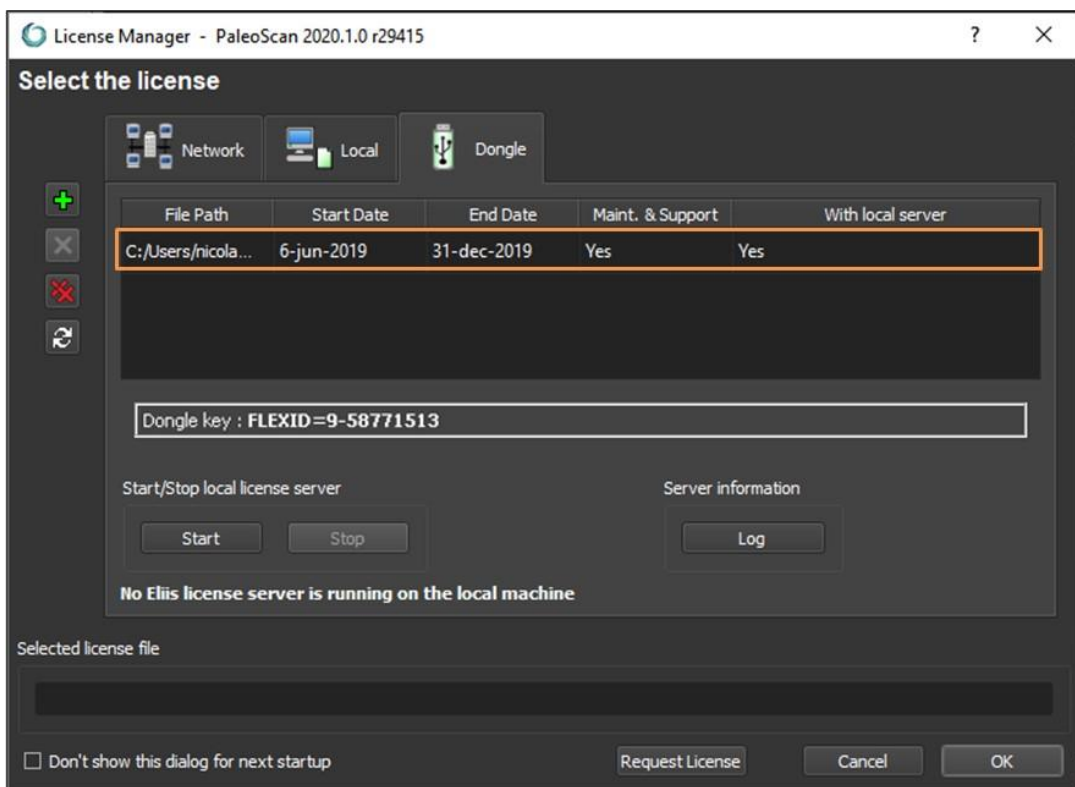 License Manager - PaleoScan 2020.1.0 r29415
Select the license
Network Local Dongle
File Path Start Date End Date Maint. & Support With local server
C:/Users/nicola... 6-jun-2019 31-dec-2019 Yes Yes
Dongle key : FLEXID=9-58771513
Start/Stop local license server Server information
Start Stop Log
No Eliis license server is running on the local machine
Selected license file
Don't show this dialog for next startup Request License Cancel OK